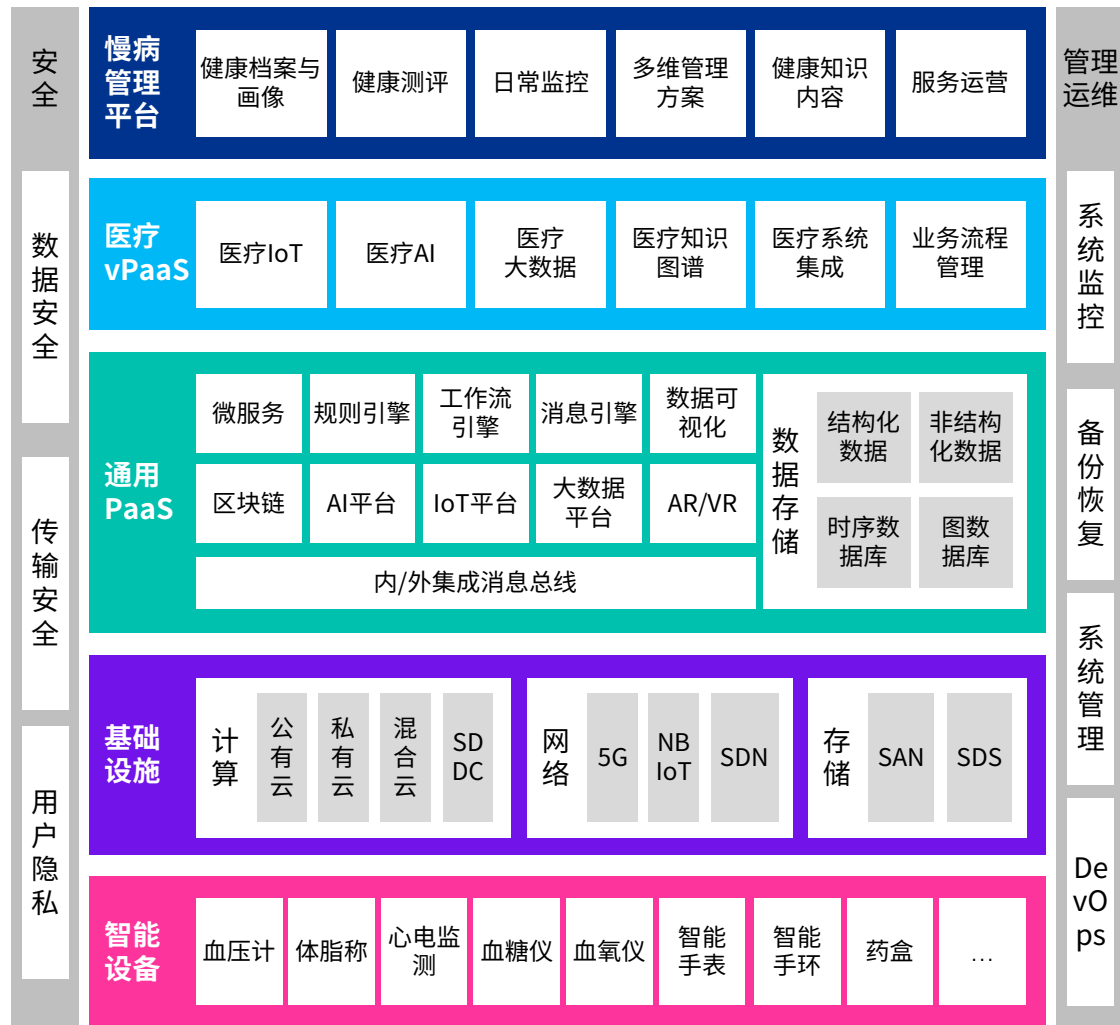 安
全
数
据
安
全
传
输
安
全
用
户
隐
私
慢病
管理
平台
健康档案与
画像
健康测评
日常监控
多维管理
方案
健康知识
内容
服务运营
医疗
vPaaS
医疗IoT
医疗AI
医疗
大数据
医疗知识
图谱
医疗系统
集成
业务流程
管理
通用
PaaS
微服务
规则引擎
工作流
引擎
消息引擎
数据可
视化
区块链
AI平台
IoT平台
大数据
平台
AR/VR
内/外集成消息总线
数
据
存
储
结构化
数据
非结构
化数据
时序数
据库
图数
据库
基础
设施
计
算
公
有
云
私
有
云
混
合
云
SD
DC
网
络
5G
NB
IoT
SDN
存
储
SAN
SDS
智能
设备
血压计
体脂称
心电监
测
血糖仪
血氧仪
智能
手表
智能
手环
药盒
…
管理
运维
系
统
监
控
备
份
恢
复
系
统
管
理
De
vO
ps